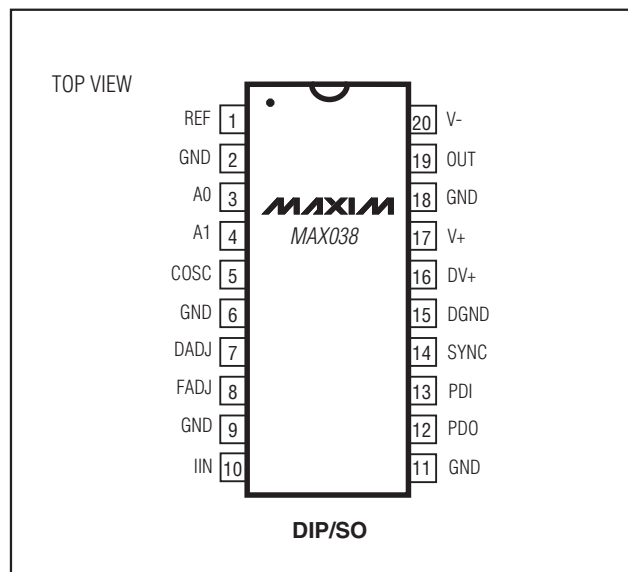 TOP VIEW
REF 1
GND 2
A0 3
A1 4
COSC 5
GND 6
DADJ 7
FADJ 8
GND 9
IIN 10
MAXIM
MAX038
20 V-
19 OUT
18 GND
17 V+
16 DV+
15 DGND
14 SYNC
13 PDI
12 PDO
11 GND
DIP/SO